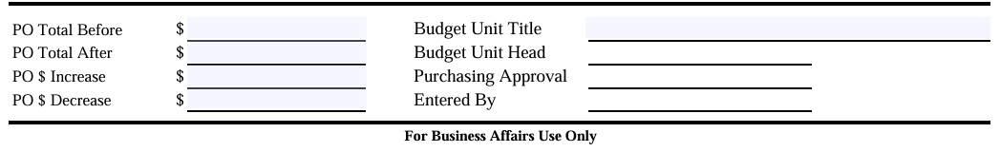 PO Total Before $ Budget Unit Title
PO Total After $ Budget Unit Head
PO $ Increase $ Purchasing Approval
PO $ Decrease $ Entered By
For Business Affairs Use Only